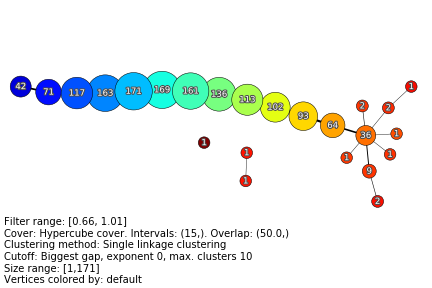 42 71 117 163 171 169 161 136 113 102 93 64 36
1
2
2
1
1
1
9
2
1
1
1
Filter range: [0.66, 1.01]
Cover: Hypercube cover. Intervals: (15,). Overlap: (50.0,)
Clustering method: Single linkage clustering
Cutoff: Biggest gap, exponent 0, max. clusters 10
Size range: [1,171]
Vertices colored by: default